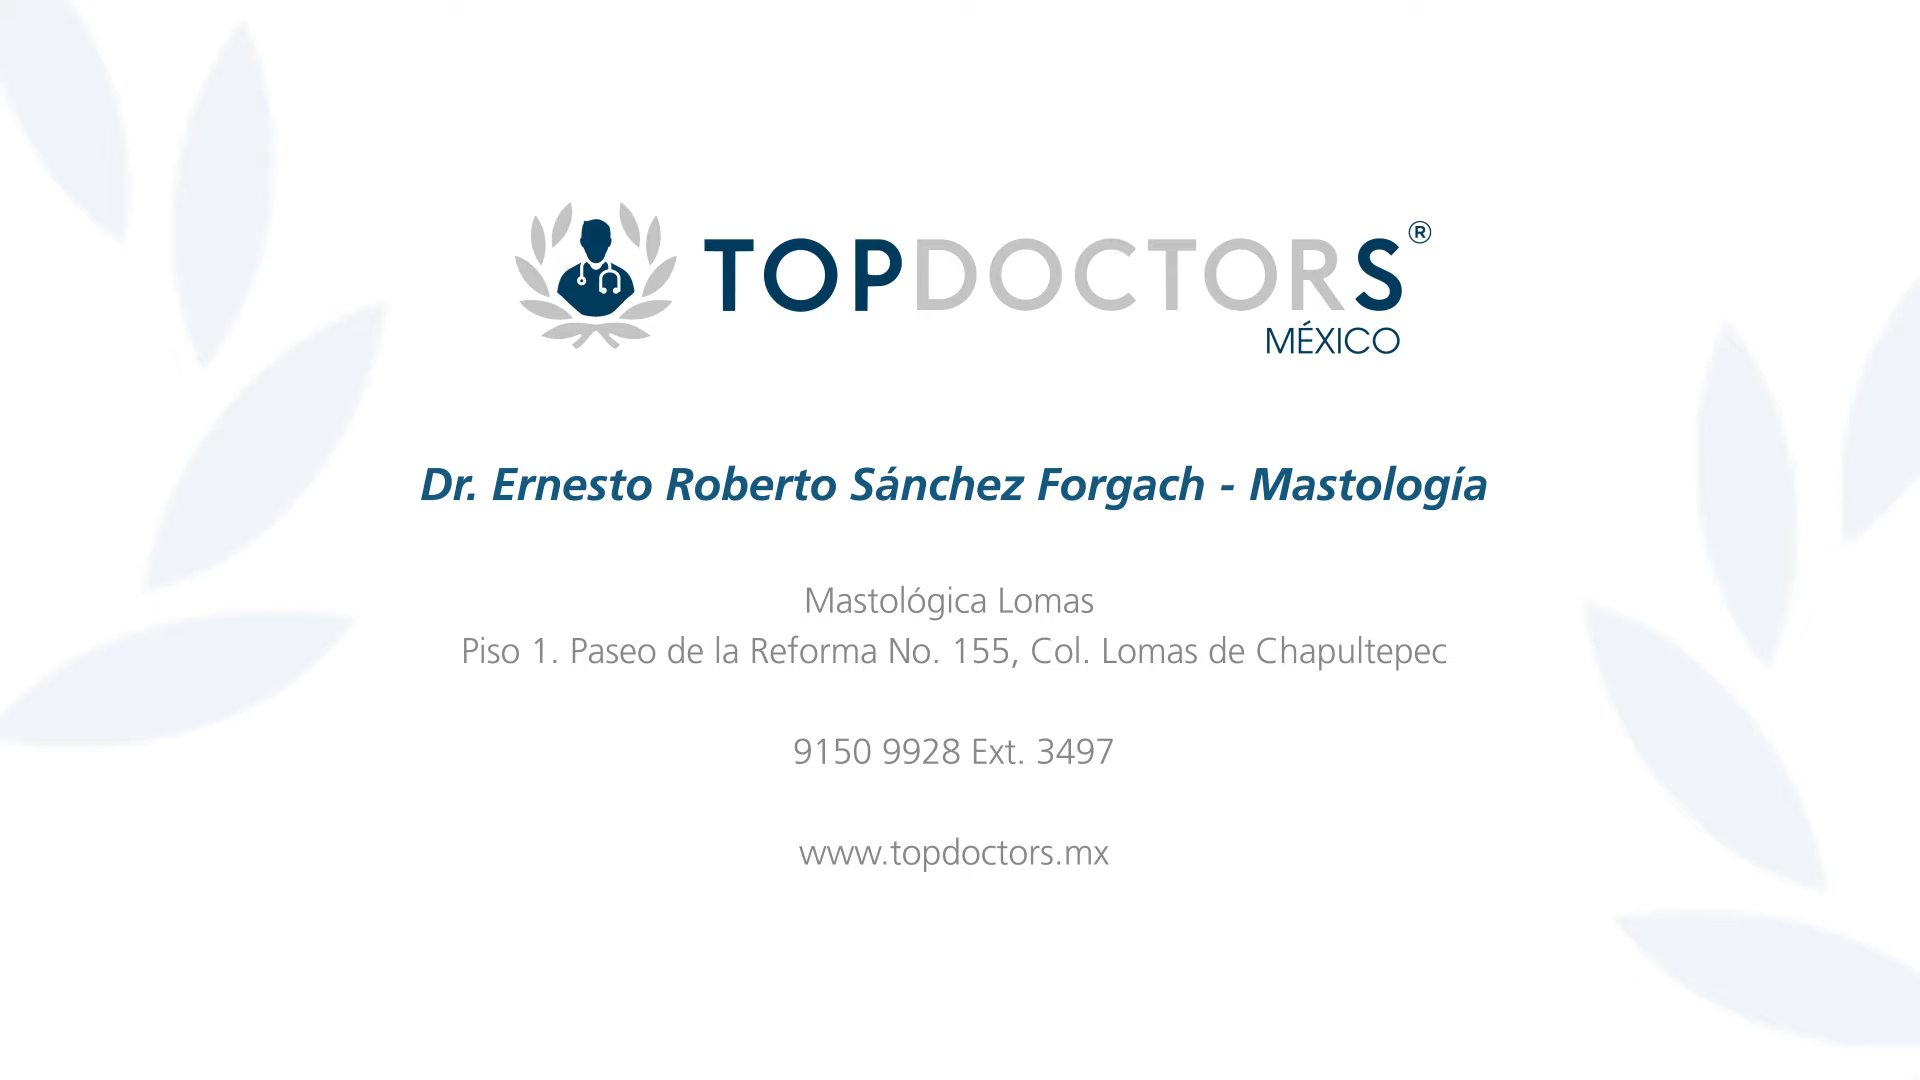 TOPDOCTORS®
MÉXICO
Dr. Ernesto Roberto Sánchez Forgach - Mastología
Mastológica Lomas
Piso 1. Paseo de la Reforma No. 155, Col. Lomas de Chapultepec
9150 9928 Ext. 3497
www.topdoctors.mx